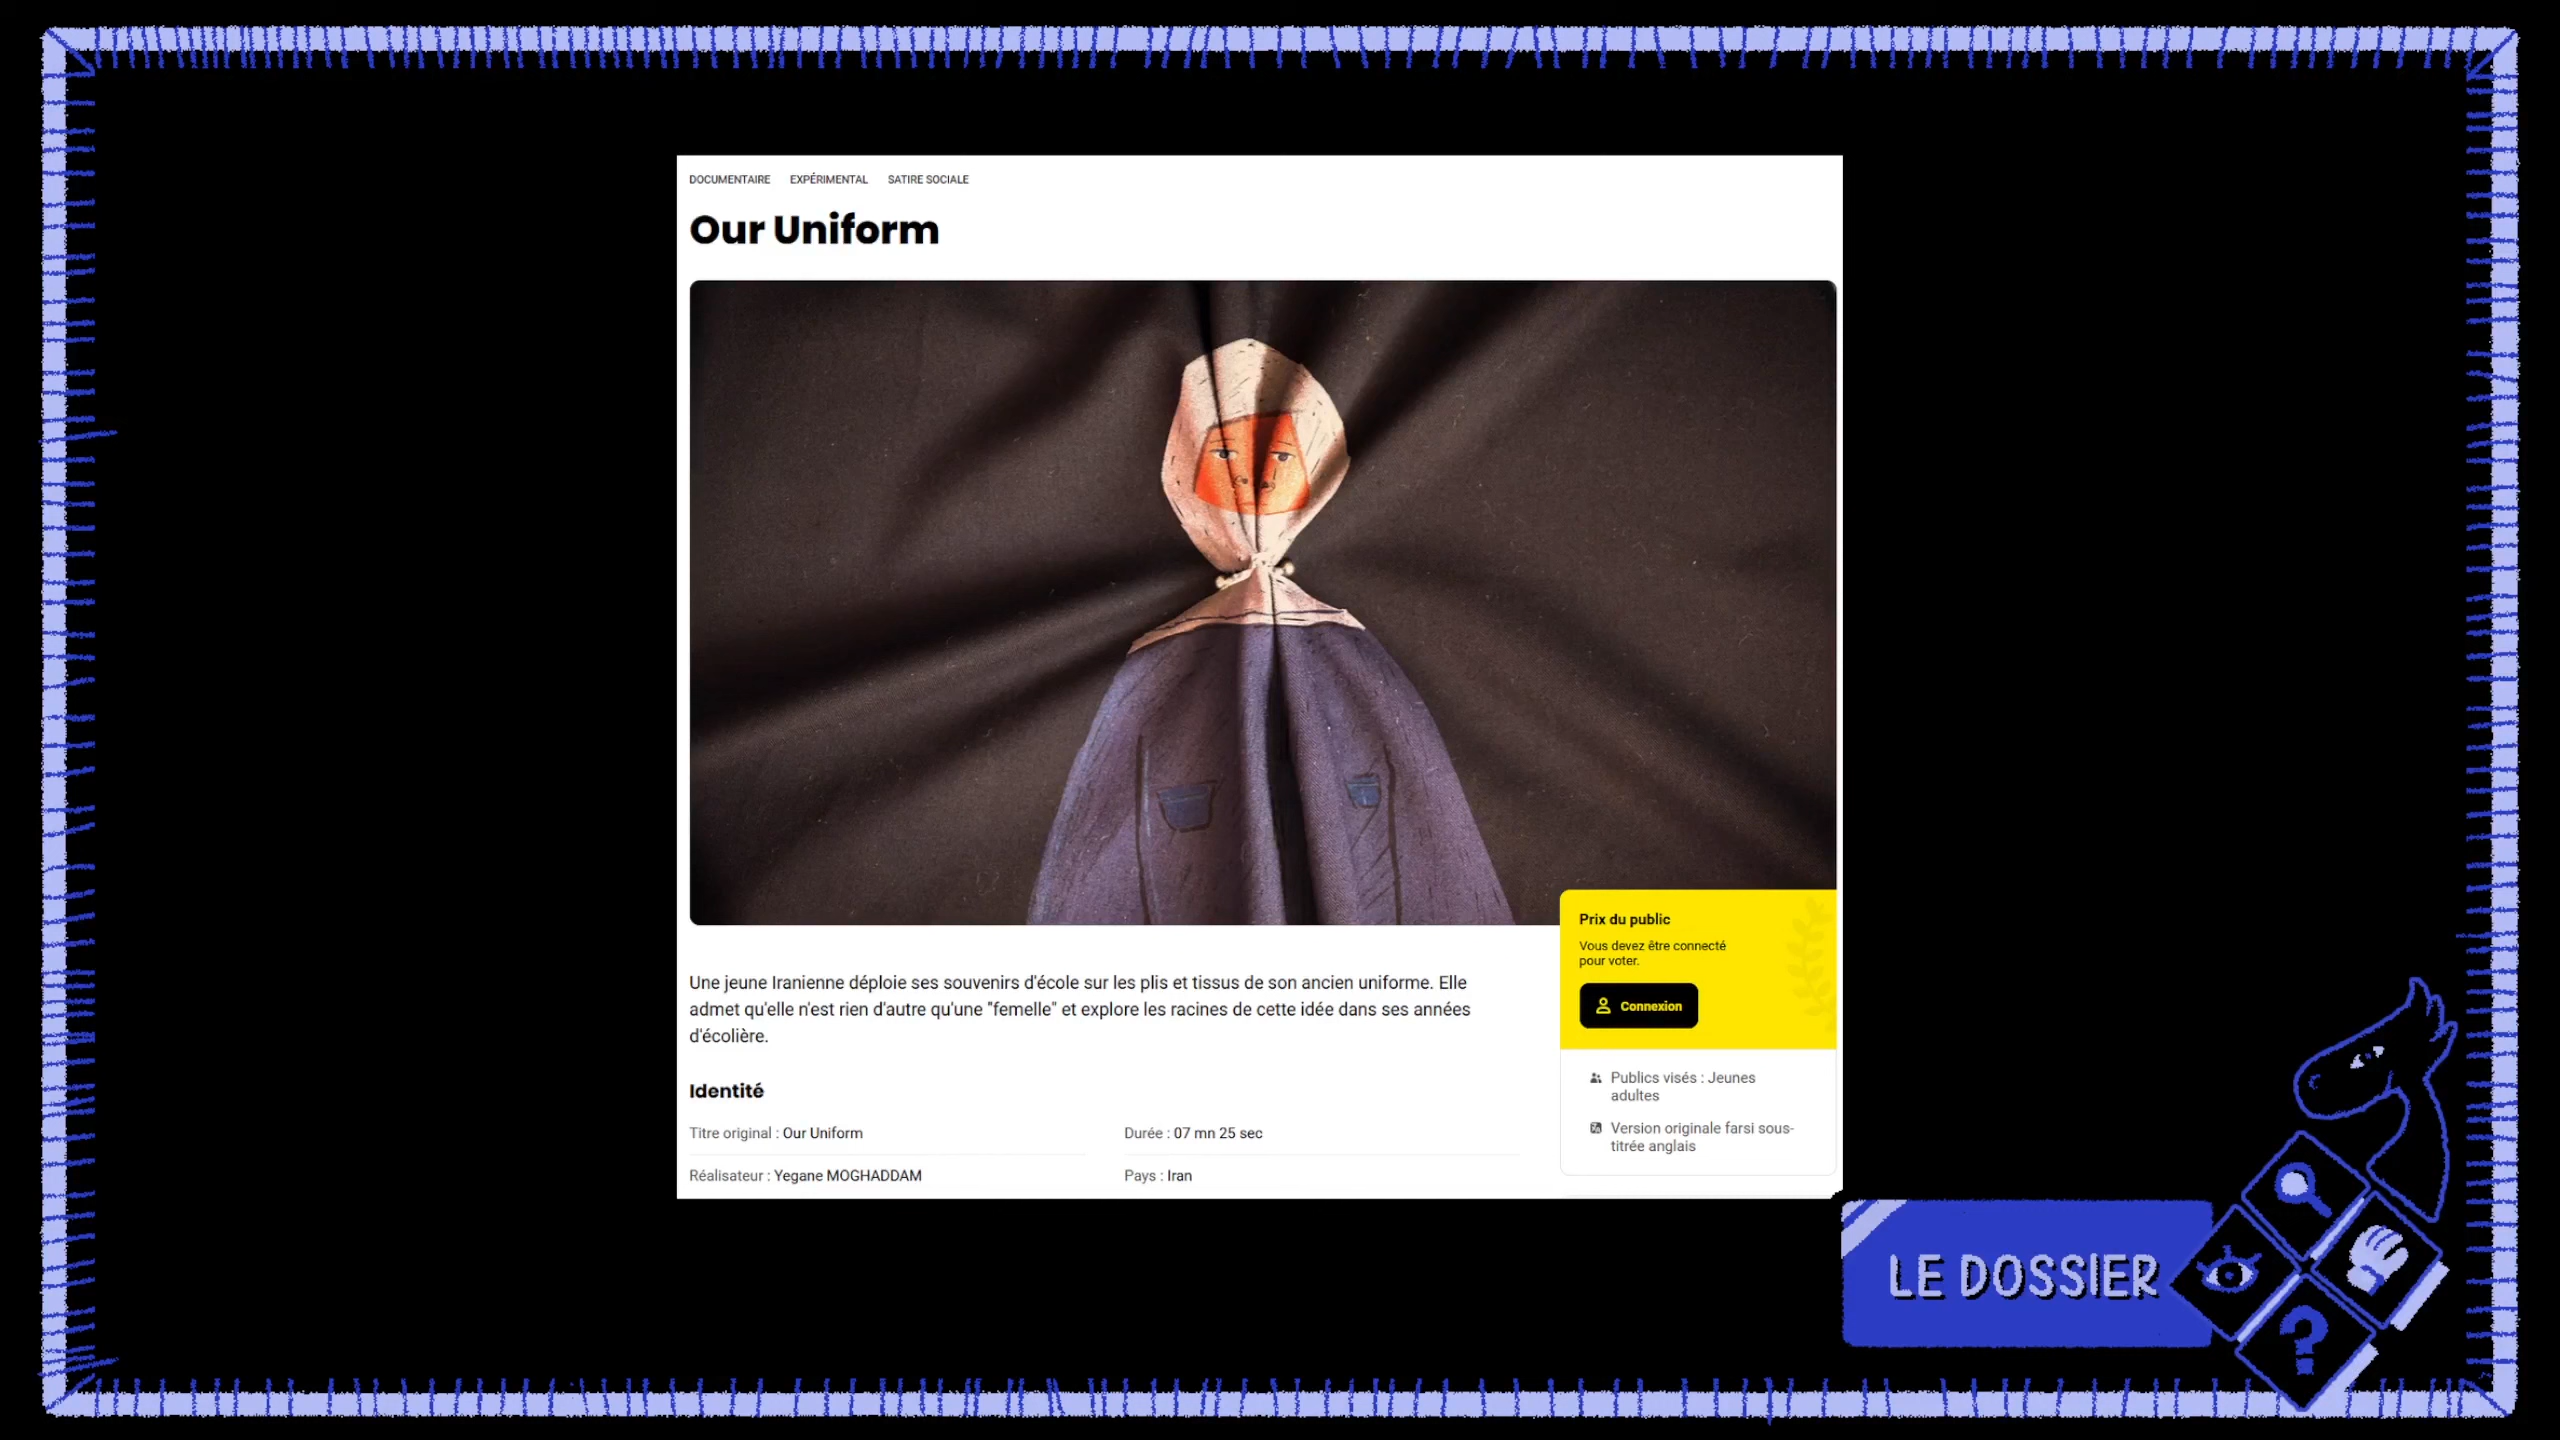 DOCUMENTAIRE EXPÉRIMENTAL SATIRE SOCIALE
Our Uniform
Prix du public
Vous devez être connecté
pour voter.
Connexion
Une jeune Iranienne déploie ses souvenirs d'école sur les plis et tissus de son ancien uniforme. Elle
admet qu'elle n'est rien d'autre qu'une "femelle" et explore les racines de cette idée dans ses années
d'écolière.
Identité
Titre original : Our Uniform
Durée : 07 mn 25 sec
Réalisateur : Yegane MOGHADDAM
Pays : Iran
Publics visés : Jeunes
adultes
Version originale farsi sous-
titrée anglais
LE DOSSIER
?